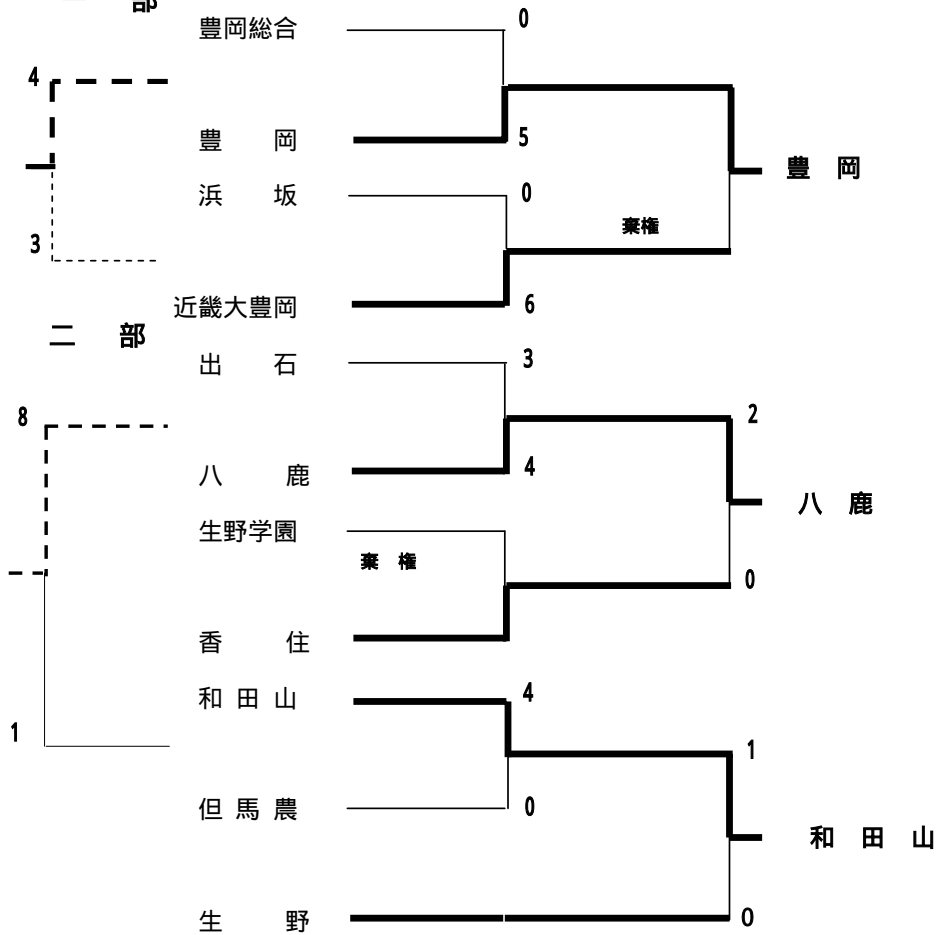 部
豊岡総合
0
4
豊 岡
5
豊 岡
浜 坂
0
棄権
3
近畿大豊岡
6
二 部
出 石
3
8
2
八 鹿
4
八 鹿
生野学園
棄 権
0
香 住
和 田 山
4
1
1
但 馬 農
0
和 田 山
生 野
0